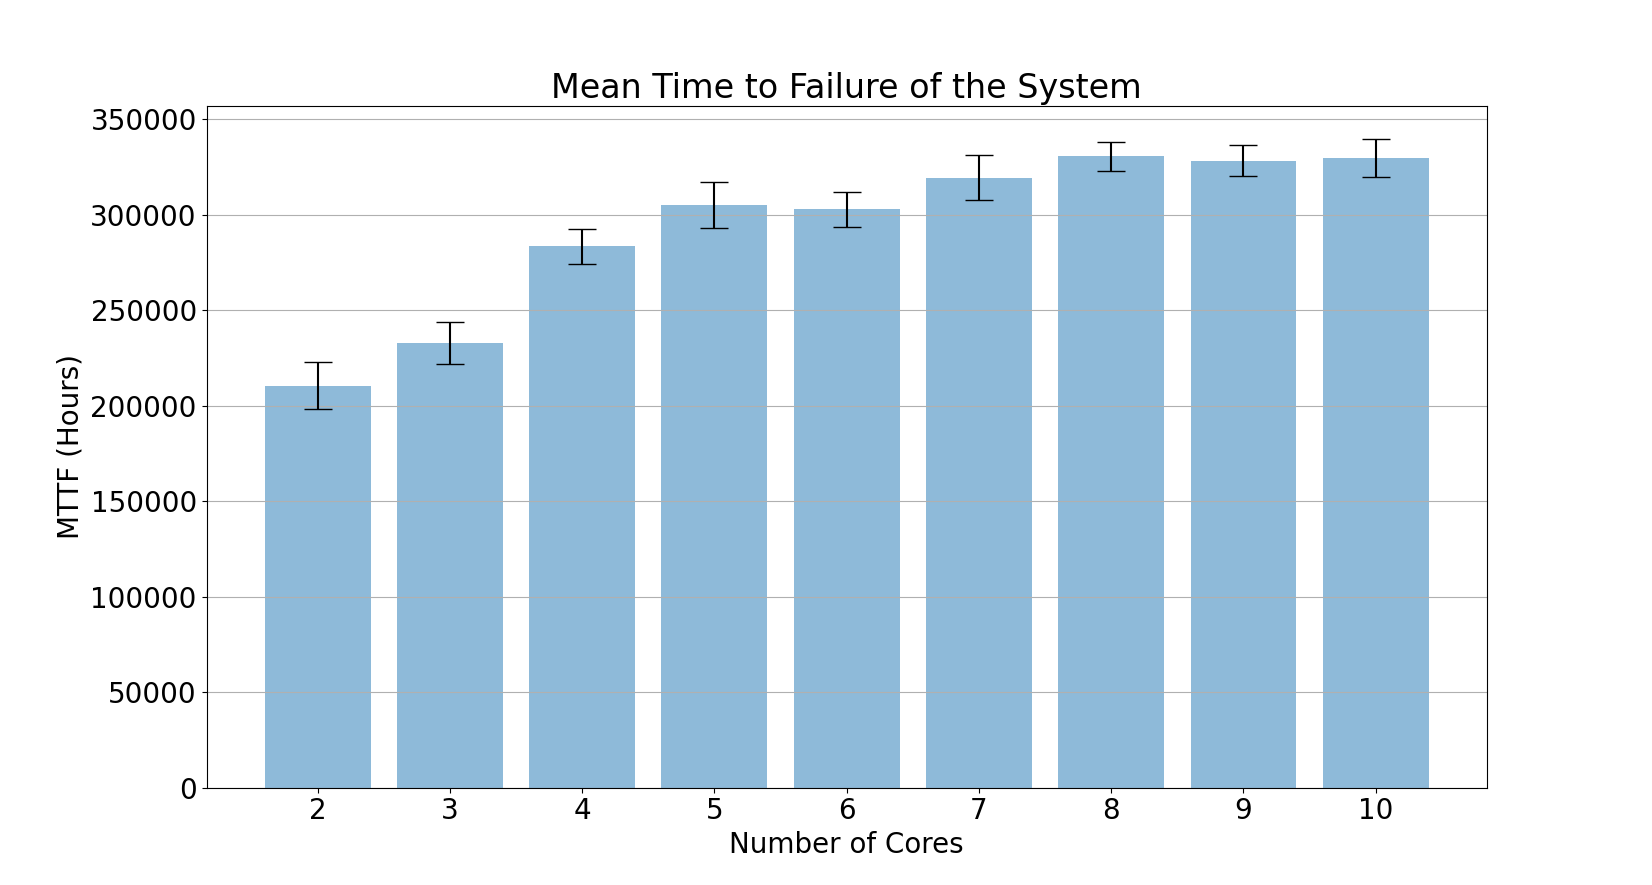 Mean Time to Failure of the System
350000
300000
250000
200000
150000
100000
50000
0
MTTF (Hours)
2 3 4 5 6 7 8 9 10
Number of Cores